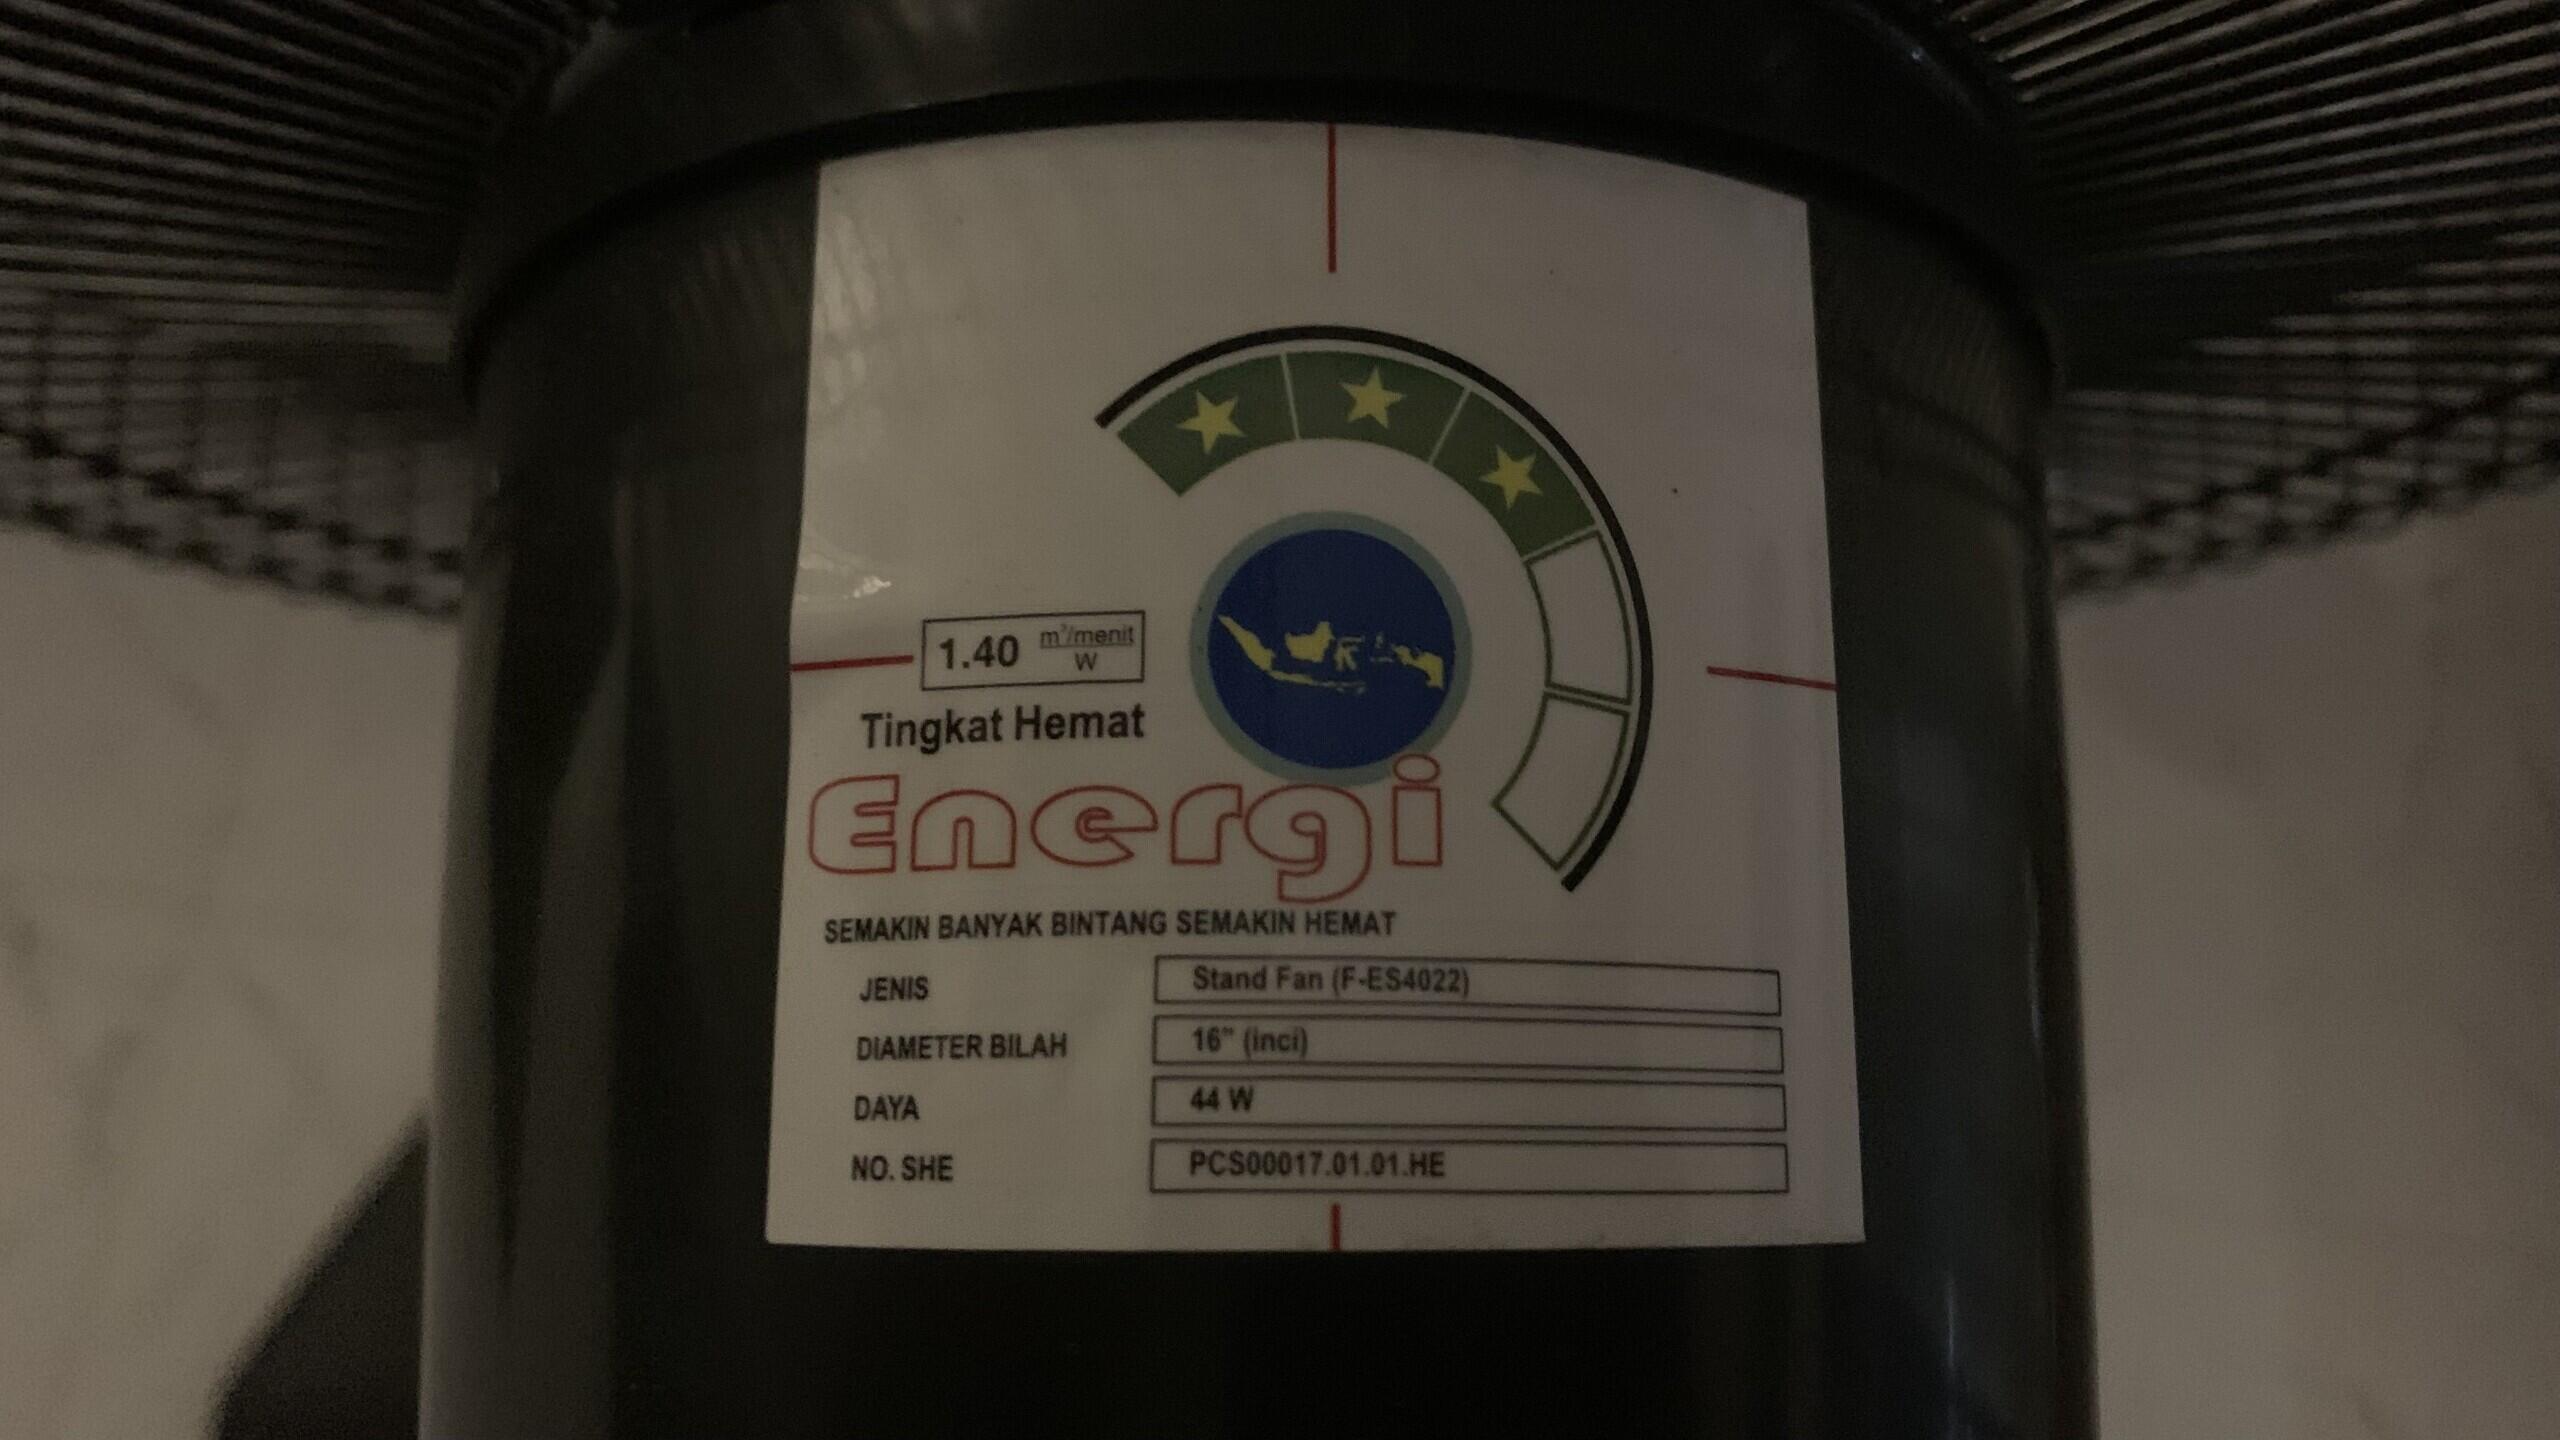 1.40 m³/menit
W
Tingkat Hemat
Energi
SEMAKIN BANYAK BINTANG SEMAKIN HEMAT
JENIS Stand Fan (F-ES4022)
DIAMETER BILAH 16" (inci)
DAYA 44 W
NO. SHE PCS00017.01.01.HE